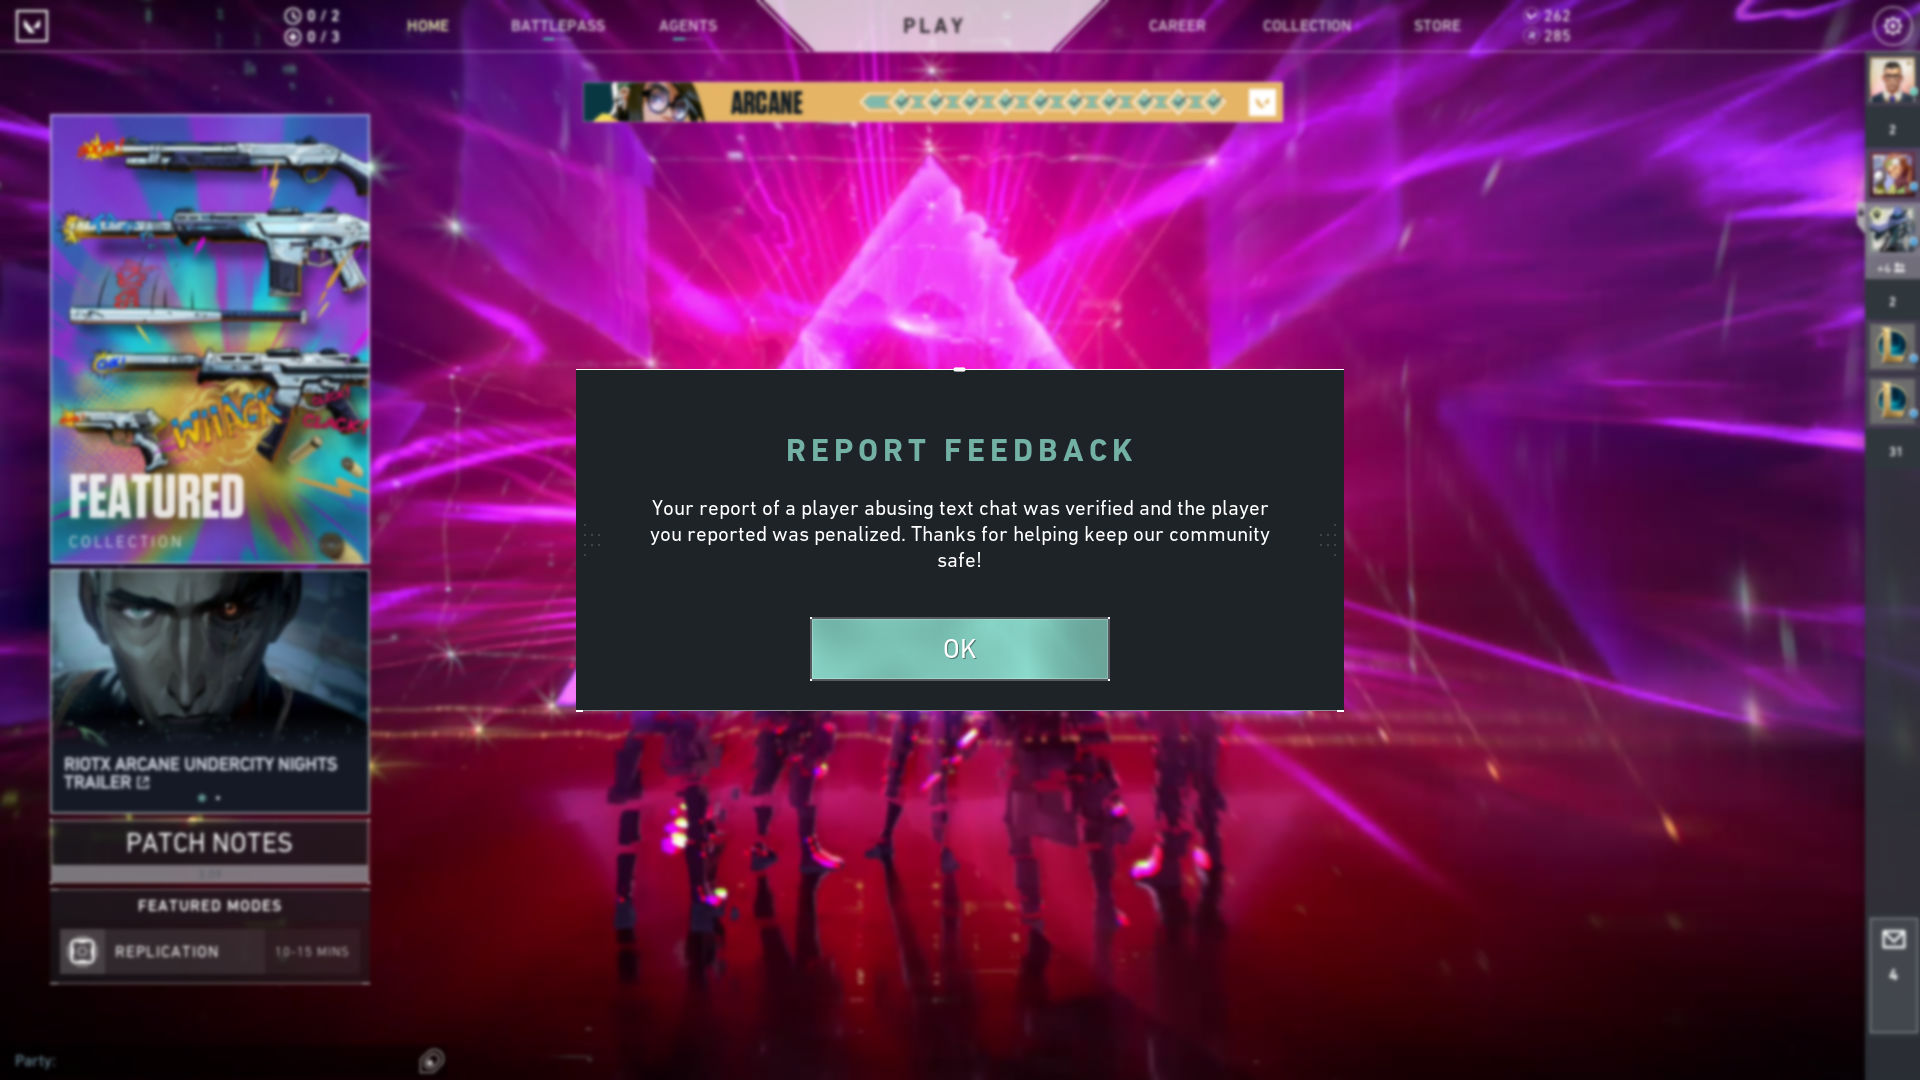 0 / 2
0 / 3
HOME
BATTLEPASS
AGENTS
PLAY
CAREER
COLLECTION
STORE
262
285
ARCANE
2
+4
2
31
4
WHACK
CLACK!
FEATURED
COLLECTION
REPORT FEEDBACK
Your report of a player abusing text chat was verified and the player
you reported was penalized. Thanks for helping keep our community
safe!
OK
RIOTX ARCANE UNDERCITY NIGHTS
TRAILER
PATCH NOTES
FEATURED MODES
REPLICATION
10-15 MINS
Party: